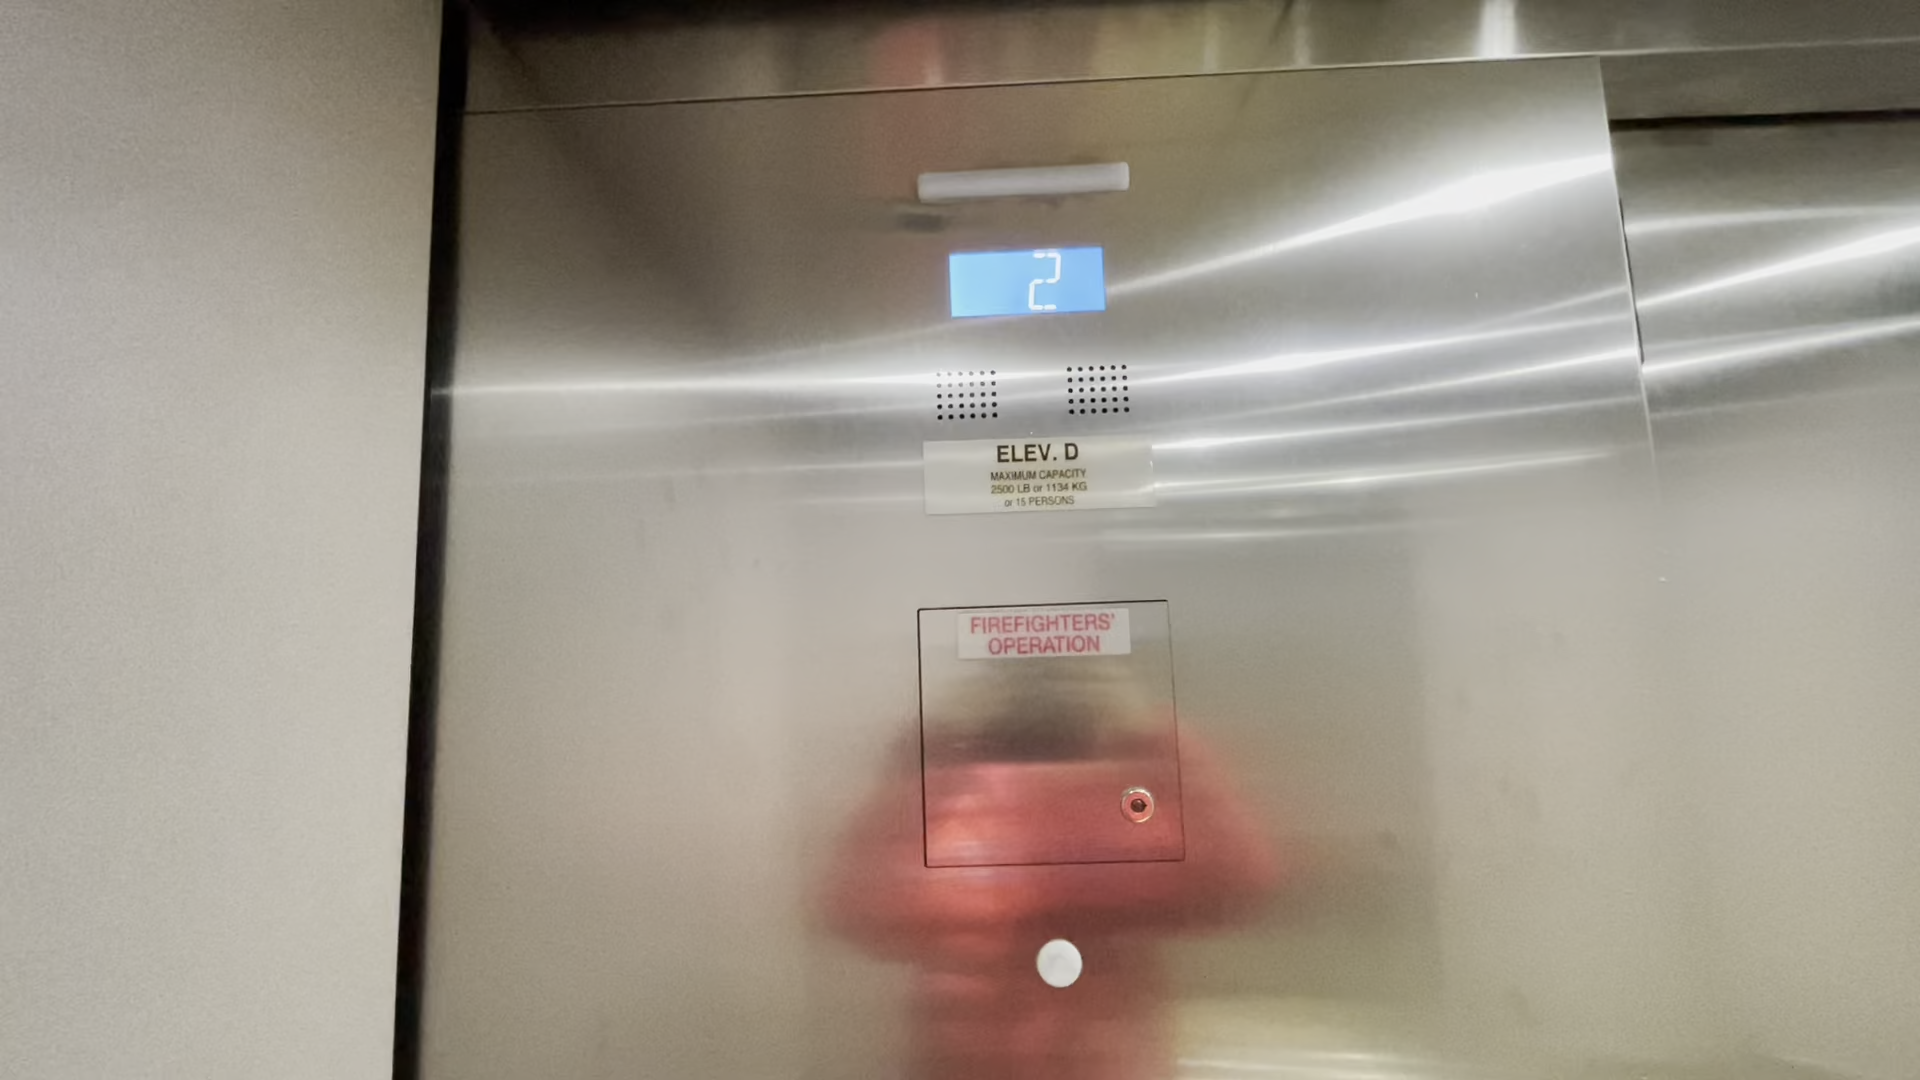 2
ELEV. D
MAXIMUM CAPACITY
2500 LB or 1134 KG
or 15 PERSONS
FIREFIGHTERS'
OPERATION